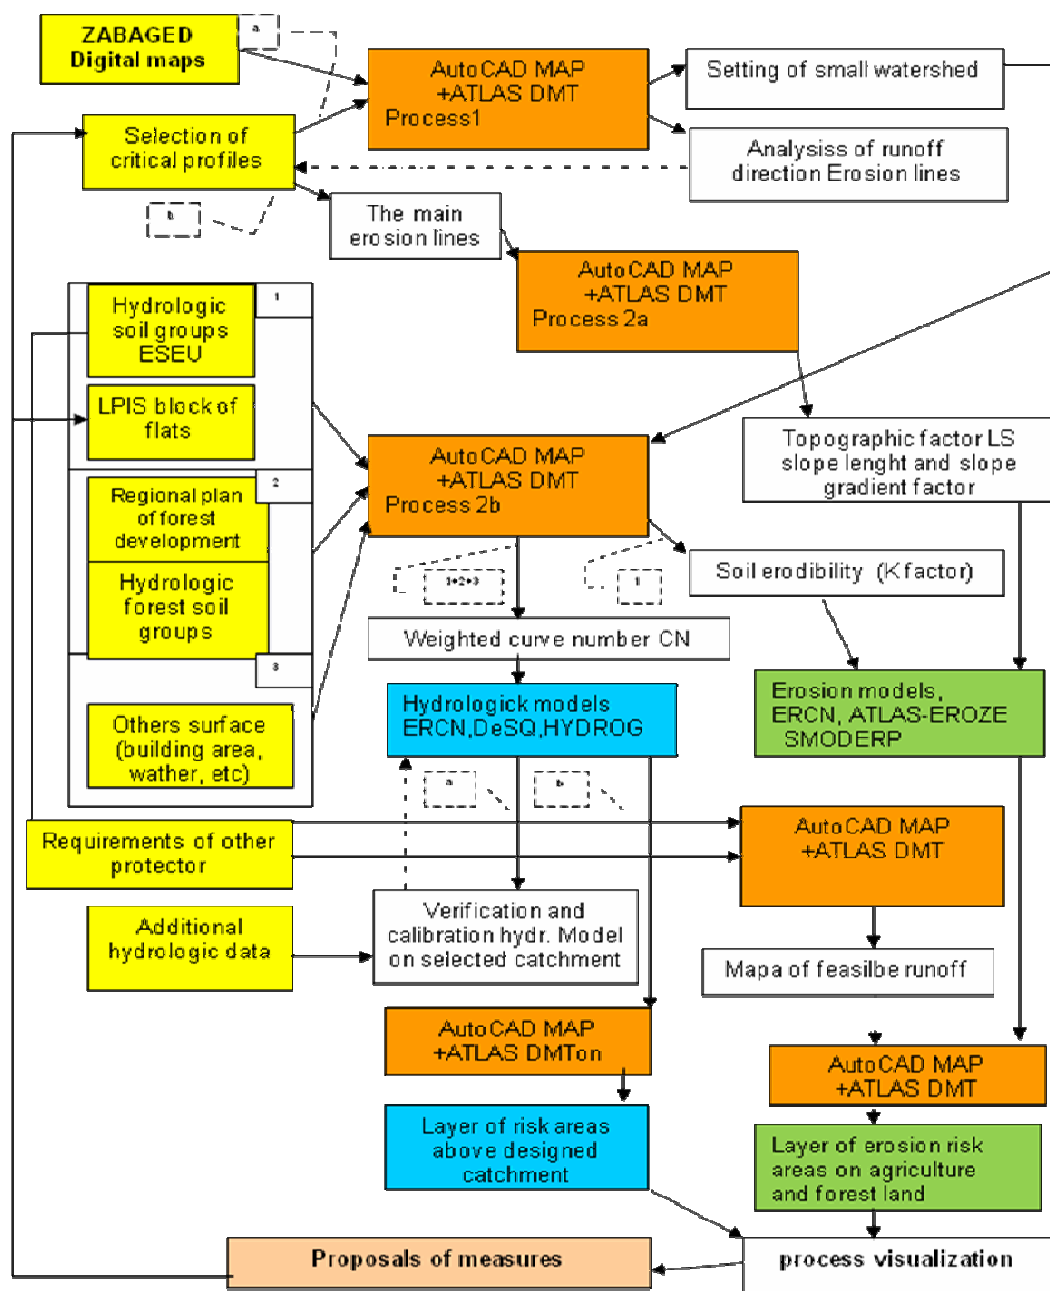 ZABAGED
Digital maps
a
AutoCAD MAP
+ATLAS DMT
Process1
Setting of small watershed
Selection of
critical profiles
Analysiss of runoff
direction Erosion lines
b
The main
erosion lines
AutoCAD MAP
+ATLAS DMT
Process 2a
1
Hydrologic
soil groups
ESEU
LPIS block of
flats
AutoCAD MAP
+ATLAS DMT
Process 2b
Topographic factor LS
slope lenght and slope
gradient factor
2
Regional plan
of forest
development
Hydrologic
forest soil
groups
1+2+3
1
Soil erodibility (K factor)
Weighted curve number CN
3
Others surface
(building area,
wather, etc)
Hydrologick models
ERCN,DeSQ,HYDROG
Erosion models,
ERCN, ATLAS-EROZE
SMODERP
a
b
Requirements of other
protector
AutoCAD MAP
+ATLAS DMT
Additional
hydrologic data
Verification and
calibration hydr. Model
on selected catchment
Mapa of feasilbe runoff
AutoCAD MAP
+ATLAS DMTon
AutoCAD MAP
+ATLAS DMT
Layer of risk areas
above designed
catchment
Layer of erosion risk
areas on agriculture
and forest land
Proposals of measures
process visualization